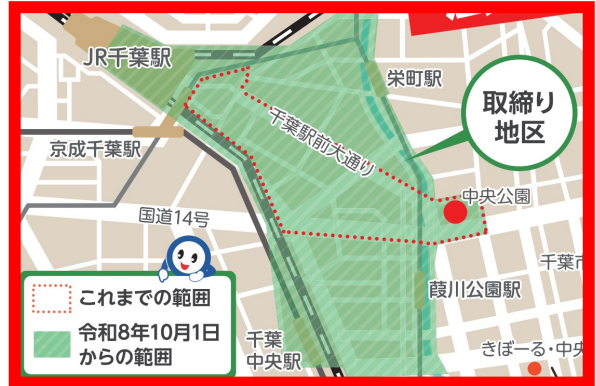 JR千葉駅
栄町駅
取締り
地区
京成千葉駅
千葉駅前大通り
中央公園
国道14号
千葉市
これまでの範囲
葭川公園駅
令和8年10月1日
からの範囲
千葉
中央駅
きぼーる・中央